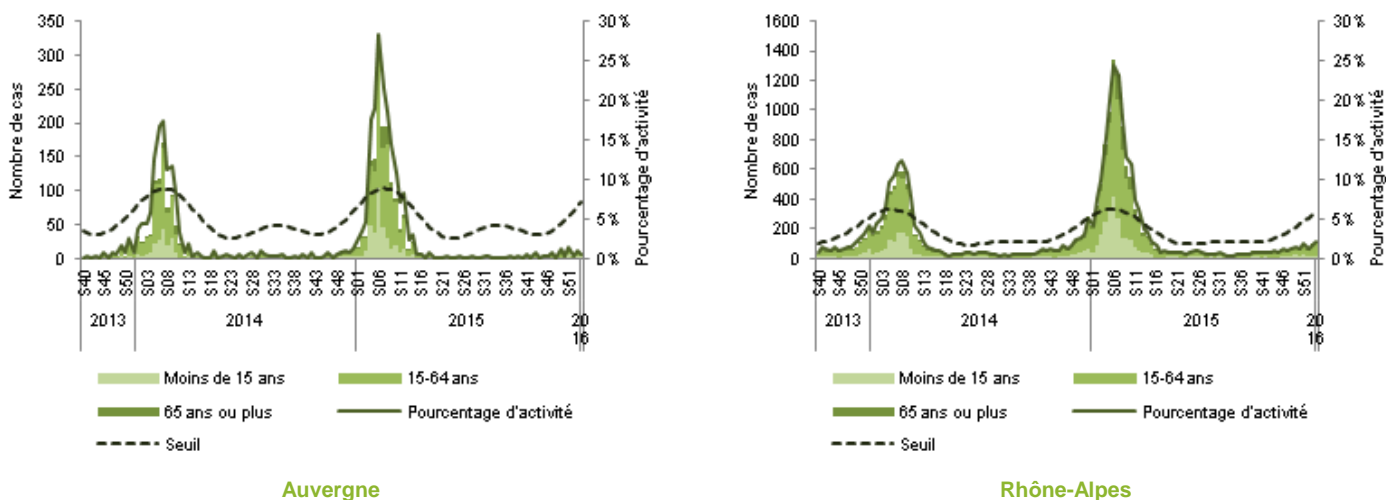 350
300
250
200
150
100
50
0
Nombre de cas
30%
25%
20%
15%
10%
5%
0%
Pourcentage d'activité
S40
S45
S50
S03
S08
S13
S18
S23
S28
S33
S38
S43
S48
S01
S06
S11
S16
S21
S26
S31
S36
S41
S46
S51
2013
2014
2015
2016
Moins de 15 ans
15-64 ans
65 ans ou plus
Pourcentage d'activité
Seuil
Auvergne
1600
1400
1200
1000
800
600
400
200
0
Nombre de cas
30%
25%
20%
15%
10%
5%
0%
Pourcentage d'activité
S40
S45
S50
S03
S08
S13
S18
S23
S28
S33
S38
S43
S48
S01
S06
S11
S16
S21
S26
S31
S36
S41
S46
S51
2013
2014
2015
2016
Moins de 15 ans
15-64 ans
65 ans ou plus
Pourcentage d'activité
Seuil
Rhône-Alpes